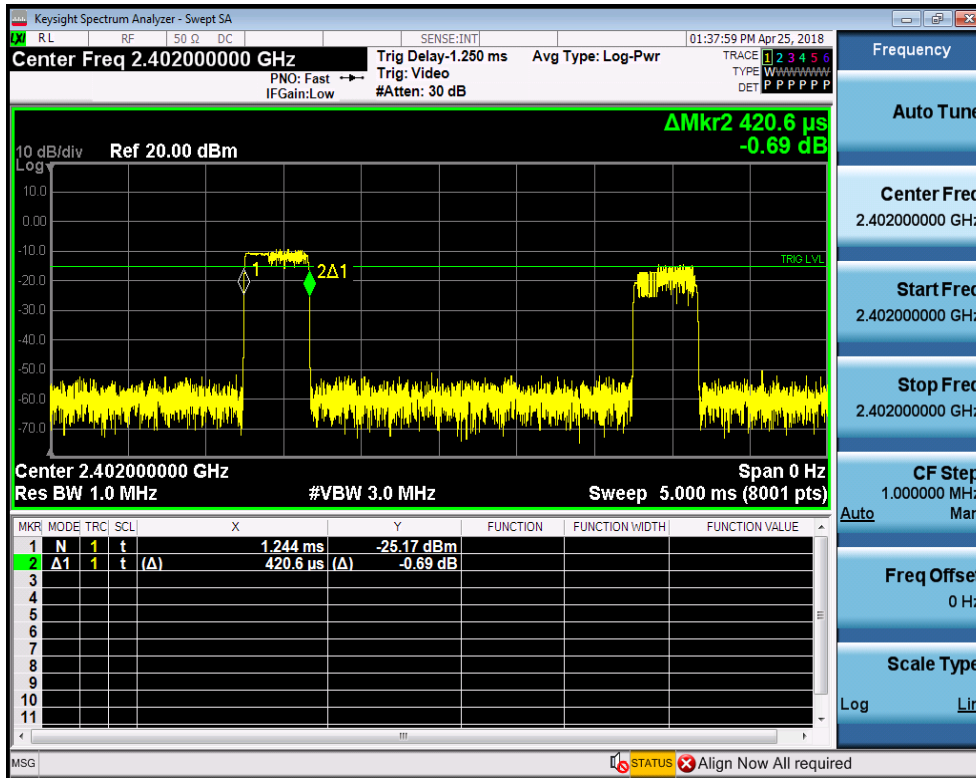 Keysight Spectrum Analyzer - Swept SA
LXI RL RF 50 Ω DC SENSE:INT 01:37:59 PM Apr 25, 2018
Center Freq 2.402000000 GHz
PNO: Fast
IFGain:Low
Trig Delay-1.250 ms
Trig: Video
#Atten: 30 dB
Avg Type: Log-Pwr
TRACE 1 2 3 4 5 6
TYPE WWWWWW
DET P P P P P P
ΔMkr2 420.6 µs
-0.69 dB
10 dB/div Ref 20.00 dBm
Log
10.0
0.00
-10.0
-20.0
-30.0
-40.0
-50.0
-60.0
-70.0
1
2Δ1
TRIG LVL
Center 2.402000000 GHz Span 0 Hz
Res BW 1.0 MHz #VBW 3.0 MHz Sweep 5.000 ms (8001 pts)
MKR MODE TRC SCL X Y FUNCTION FUNCTION WIDTH FUNCTION VALUE
1 N 1 t 1.244 ms -25.17 dBm
2 Δ1 1 t (Δ) 420.6 µs (Δ) -0.69 dB
3
4
5
6
7
8
9
10
11
MSG STATUS Align Now All required
Frequency
Auto Tune
Center Freq
2.402000000 GHz
Start Freq
2.402000000 GHz
Stop Freq
2.402000000 GHz
CF Step
1.000000 MHz
Auto Man
Freq Offset
0 Hz
Scale Type
Log Lin